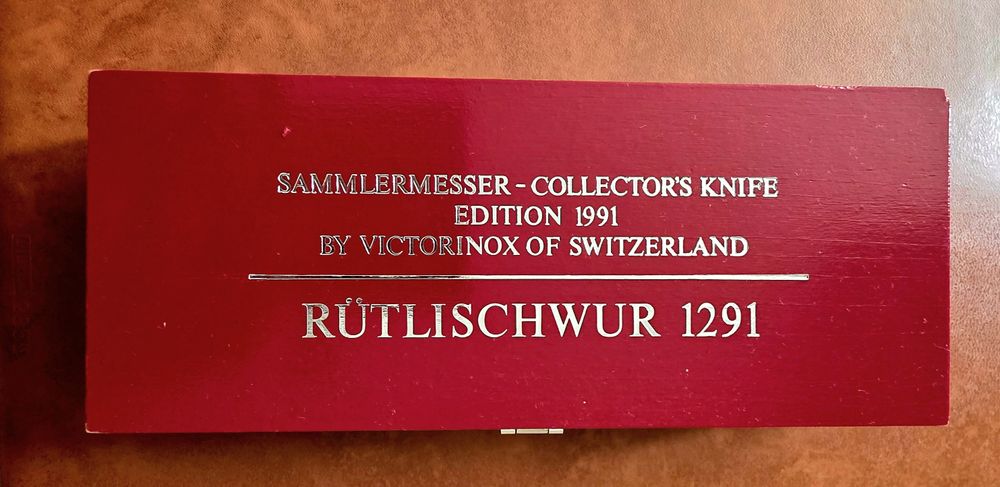 SAMMLERMESSER - COLLECTOR'S KNIFE
EDITION 1991
BY VICTORINOX OF SWITZERLAND
RÜTLISCHWUR 1291